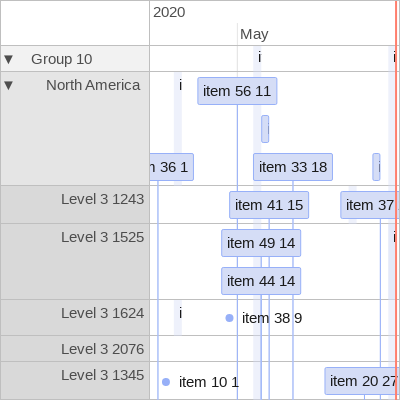 2020
May
▼ Group 10 i i
▼ North America i item 56 11
i
m 36 1 item 33 18 i
Level 3 1243 item 41 15 item 37
Level 3 1525 item 49 14 i
item 44 14
Level 3 1624 i item 38 9
Level 3 2076
Level 3 1345 item 10 1 item 20 27